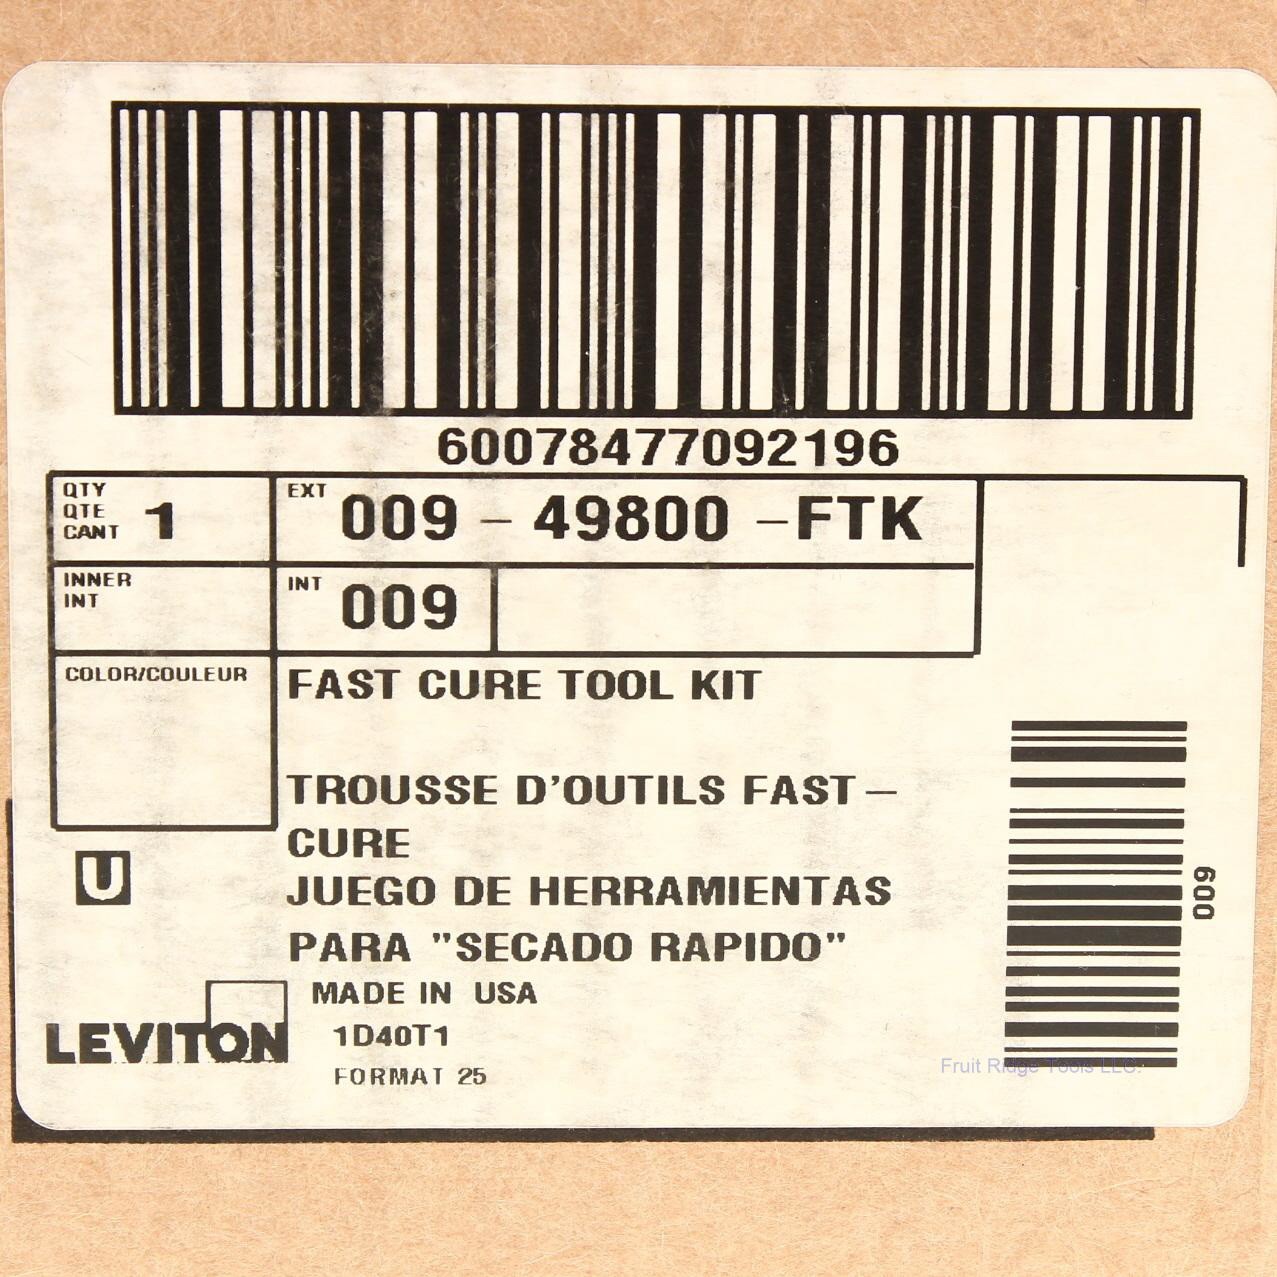 60078477092196
QTY
QTE
CANT 1
EXT 009 - 49800 -FTK
INNER
INT
INT 009
COLOR/COULEUR
FAST CURE TOOL KIT
TROUSSE D'OUTILS FAST-
CURE
JUEGO DE HERRAMIENTAS
PARA "SECADO RAPIDO"
U
MADE IN USA
LEVITON
1D40T1
FORMAT 25
009
Fruit Ridge Tools LLC.